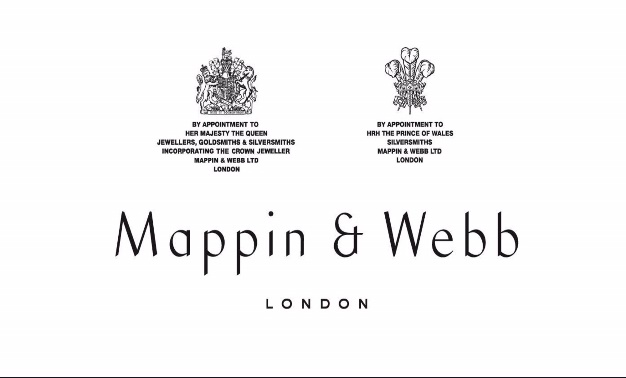 BY APPOINTMENT TO
HER MAJESTY THE QUEEN
JEWELLERS, GOLDSMITHS & SILVERSMITHS
INCORPORATING THE CROWN JEWELLER
MAPPIN & WEBB LTD
LONDON
BY APPOINTMENT TO
HRH THE PRINCE OF WALES
SILVERSMITHS
MAPPIN & WEBB LTD
LONDON
Mappin & Webb
LONDON